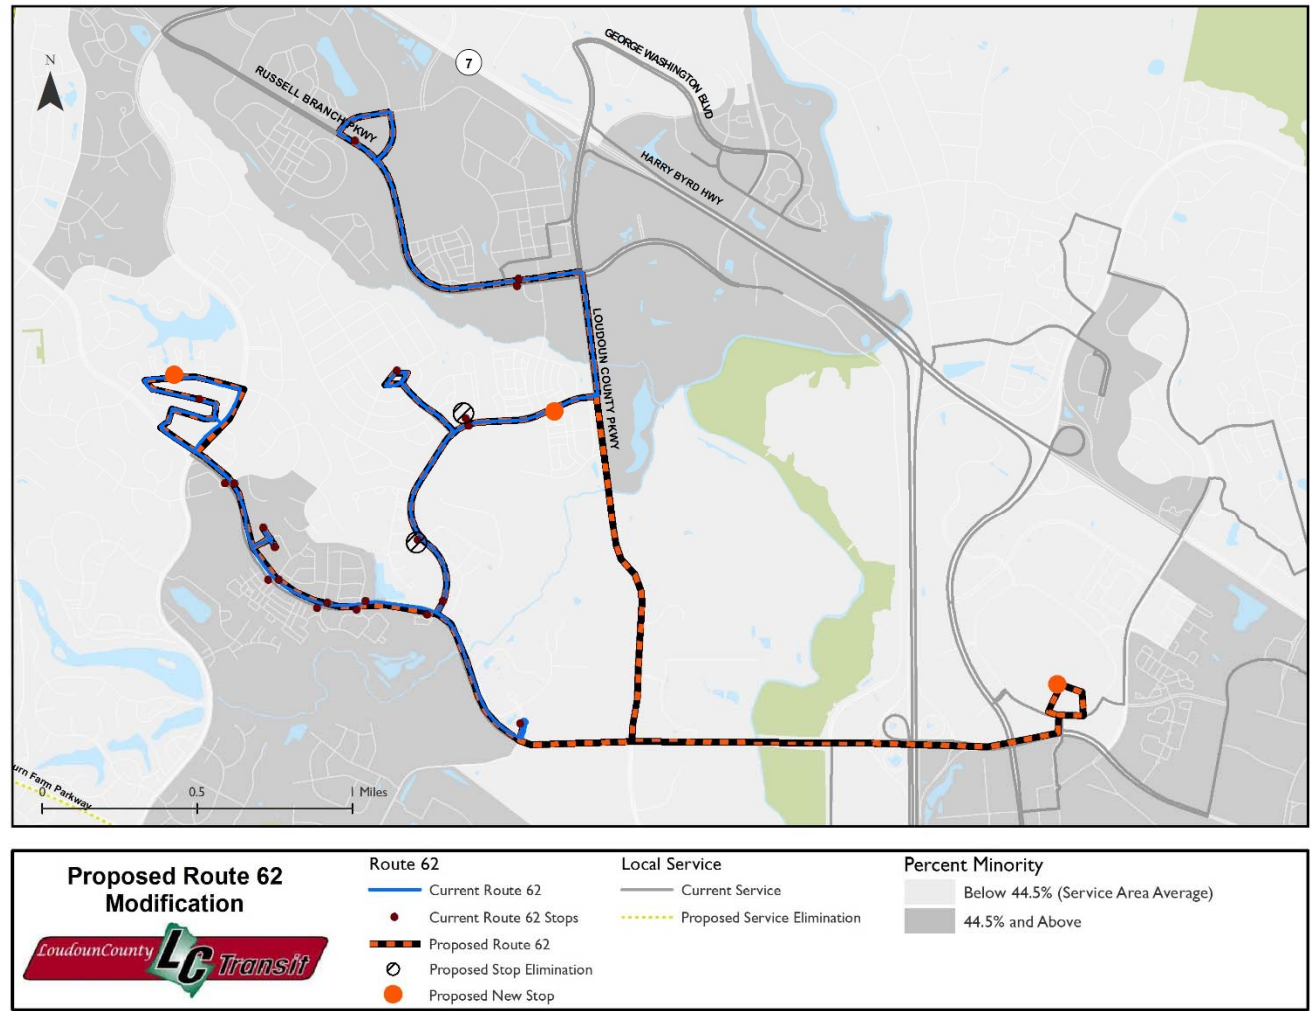 N
7
GEORGE WASHINGTON BLVD
RUSSELL BRANCH PKWY
HARRY BYRD HWY
LOUDOUN COUNTY PKWY
urn Farm Parkway
0 0.5 1 Miles
Proposed Route 62
Modification
LoudounCounty LC Transit
Route 62
Current Route 62
Current Route 62 Stops
Proposed Route 62
Proposed Stop Elimination
Proposed New Stop
Local Service
Current Service
Proposed Service Elimination
Percent Minority
Below 44.5% (Service Area Average)
44.5% and Above